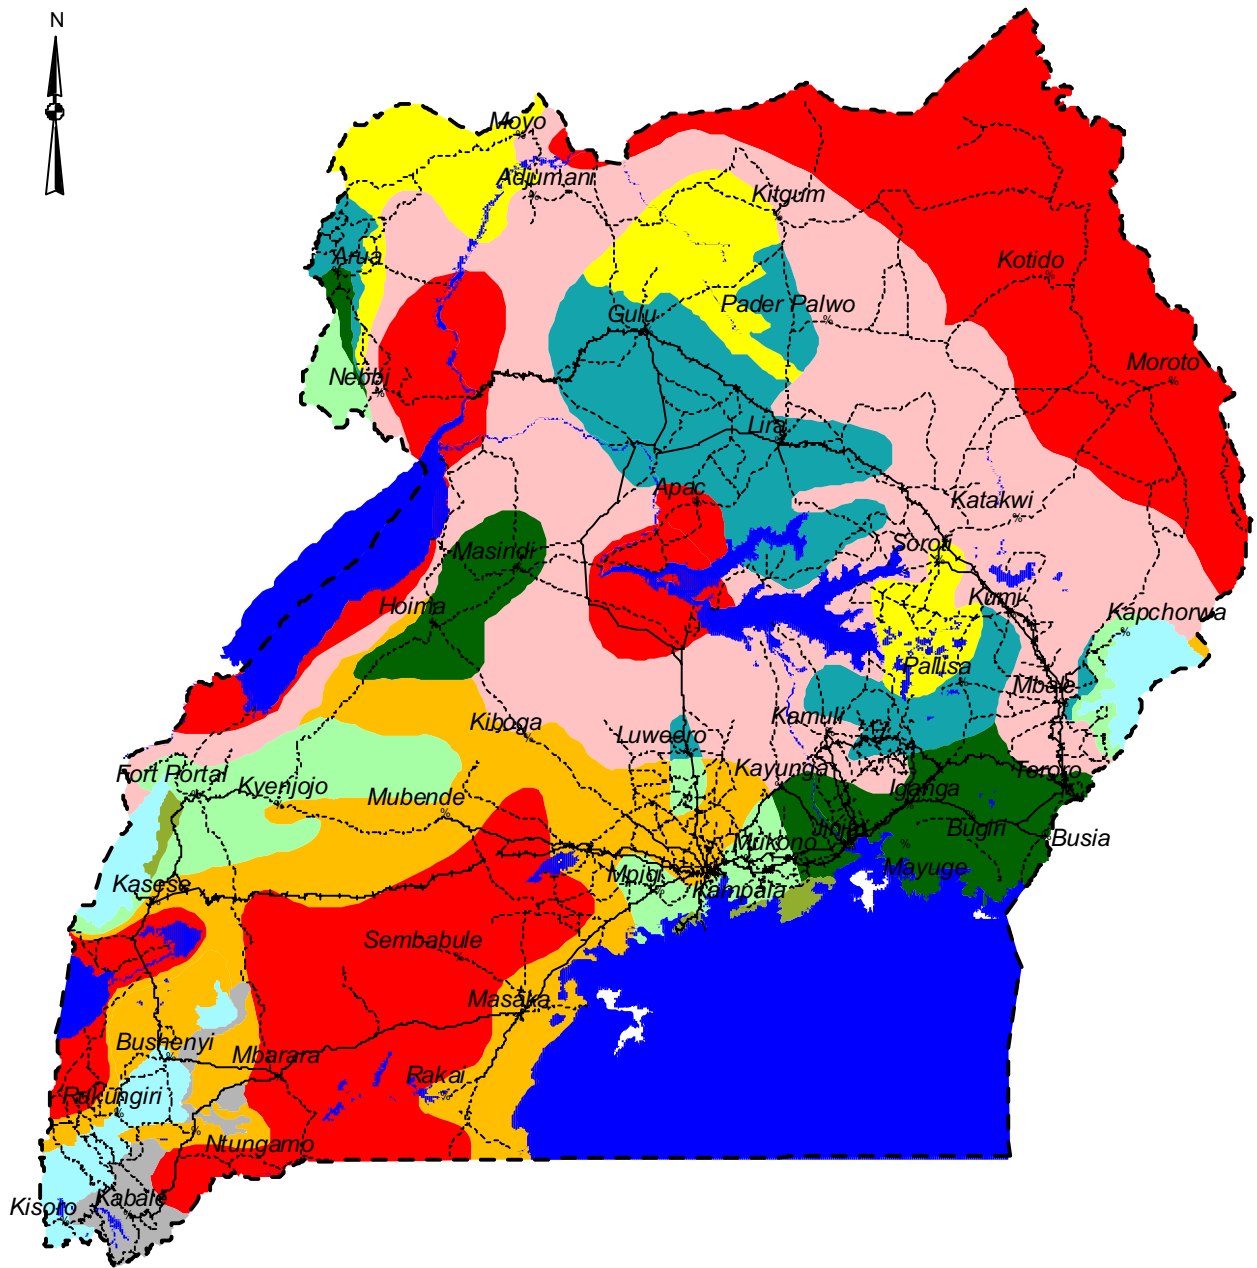 N
Moyo
Adjumani
Kitgum
Arua
Kotido
Pader Palwo
Gulu
Moroto
Nebbi
Lira
Apac
Katakwi
Soroti
Masindi
Hoima
Kumi
Kapchorwa
Pallisa
Mbale
Kamuli
Kiboga
Luweero
Fort Portal
Kayunga
Tororo
Kyenjojo
Iganga
Mubende
Jinja
Bugiri
Busia
Mukono
Mpigi
Mayuge
Kasese
Kampala
Sembabule
Masaka
Bushenyi
Mbarara
Rakai
Rukungiri
Ntungamo
Kabale
Kisoro